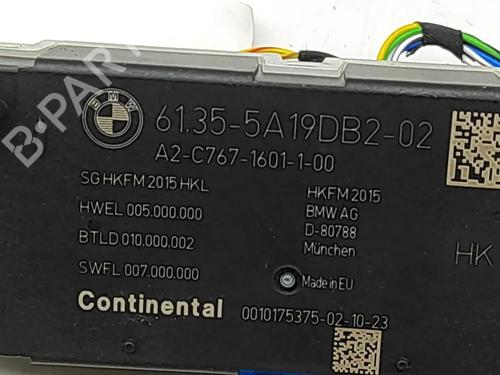 BMW
61.35-5A19DB2-02
A2-C767-1601-1-00
SG HKFM 2015 HKL
HWEL 005.000.000
BTLD 010.000.002
SWFL 007.000.000
HKFM 2015
BMW AG
D-80788
München
HK
Made in EU
Continental
0010175375-02-10-23